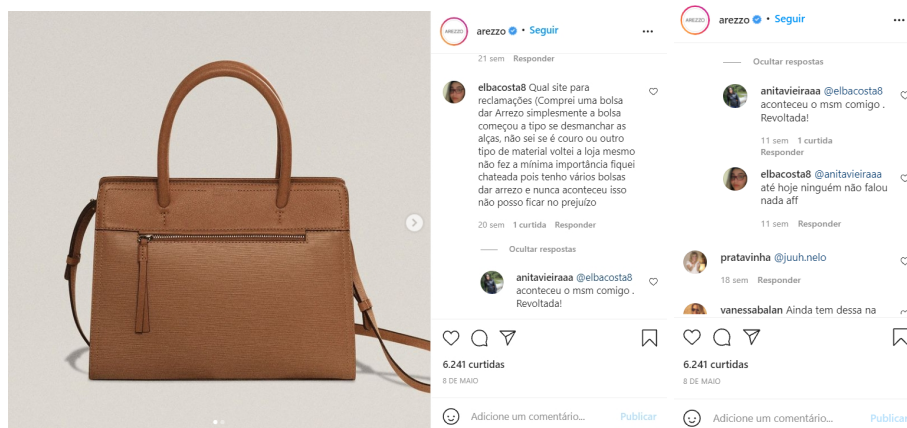 AREZZO
arezzo • Seguir
21 sem Responder
elbacosta8 Qual site para
reclamações (Comprei uma bolsa
dar Arrezo simplesmente a bolsa
começou a tipo se desmanchar as
alças, não sei se é couro ou outro
tipo de material voltei a loja mesmo
não fez a mínima importância fiquei
chateada pois tenho vários bolsas
dar arrezo e nunca aconteceu isso
não posso ficar no prejuízo
20 sem 1 curtida Responder
Ocultar respostas
anitavieiraaa @elbacosta8
aconteceu o msm comigo .
Revoltada!
6.241 curtidas
8 DE MAIO
Adicione um comentário... Publicar
AREZZO
arezzo • Seguir
Ocultar respostas
anitavieiraaa @elbacosta8
aconteceu o msm comigo .
Revoltada!
11 sem 1 curtida
Responder
elbacosta8 @anitavieiraaa
até hoje ninguém não falou
nada aff
11 sem Responder
pratavinha @juuh.nelo
18 sem Responder
vanessabalan Ainda tem dessa na
6.241 curtidas
8 DE MAIO
Adicione um comentário... Publicar